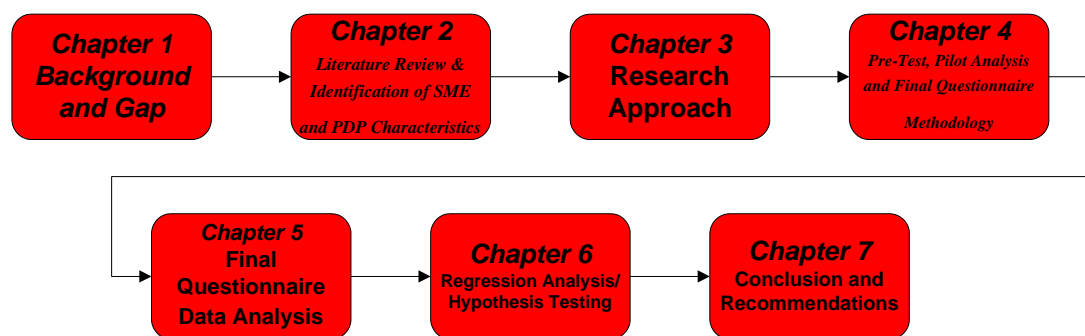 Chapter 1
Background
and Gap
Chapter 2
Literature Review &
Identification of SME
and PDP Characteristics
Chapter 3
Research
Approach
Chapter 4
Pre-Test, Pilot Analysis
and Final Questionnaire
Methodology
Chapter 5
Final
Questionnaire
Data Analysis
Chapter 6
Regression Analysis/
Hypothesis Testing
Chapter 7
Conclusion and
Recommendations